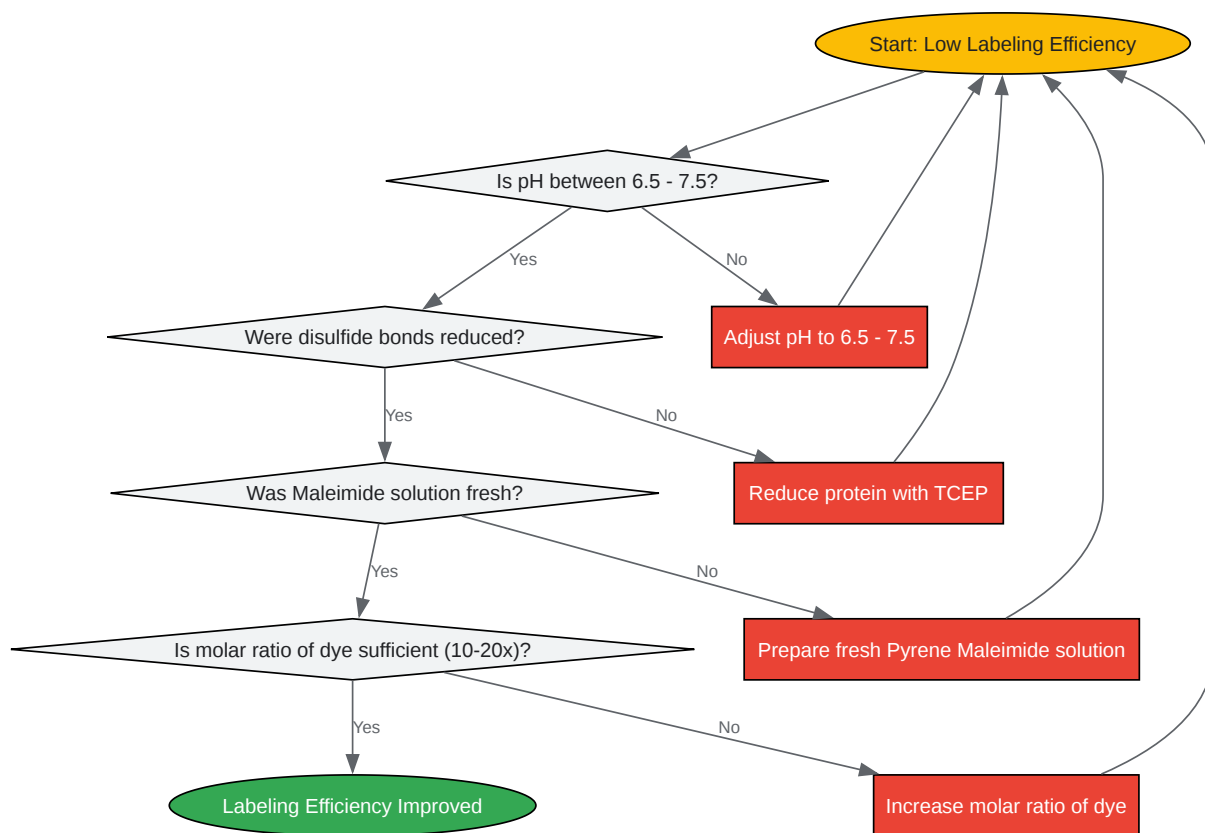 Start: Low Labeling Efficiency
Is pH between 6.5 - 7.5?
Yes
No
Were disulfide bonds reduced?
Adjust pH to 6.5 - 7.5
Yes
No
Was Maleimide solution fresh?
Reduce protein with TCEP
Yes
No
Is molar ratio of dye sufficient (10-20x)?
Prepare fresh Pyrene Maleimide solution
Yes
No
Labeling Efficiency Improved
Increase molar ratio of dye